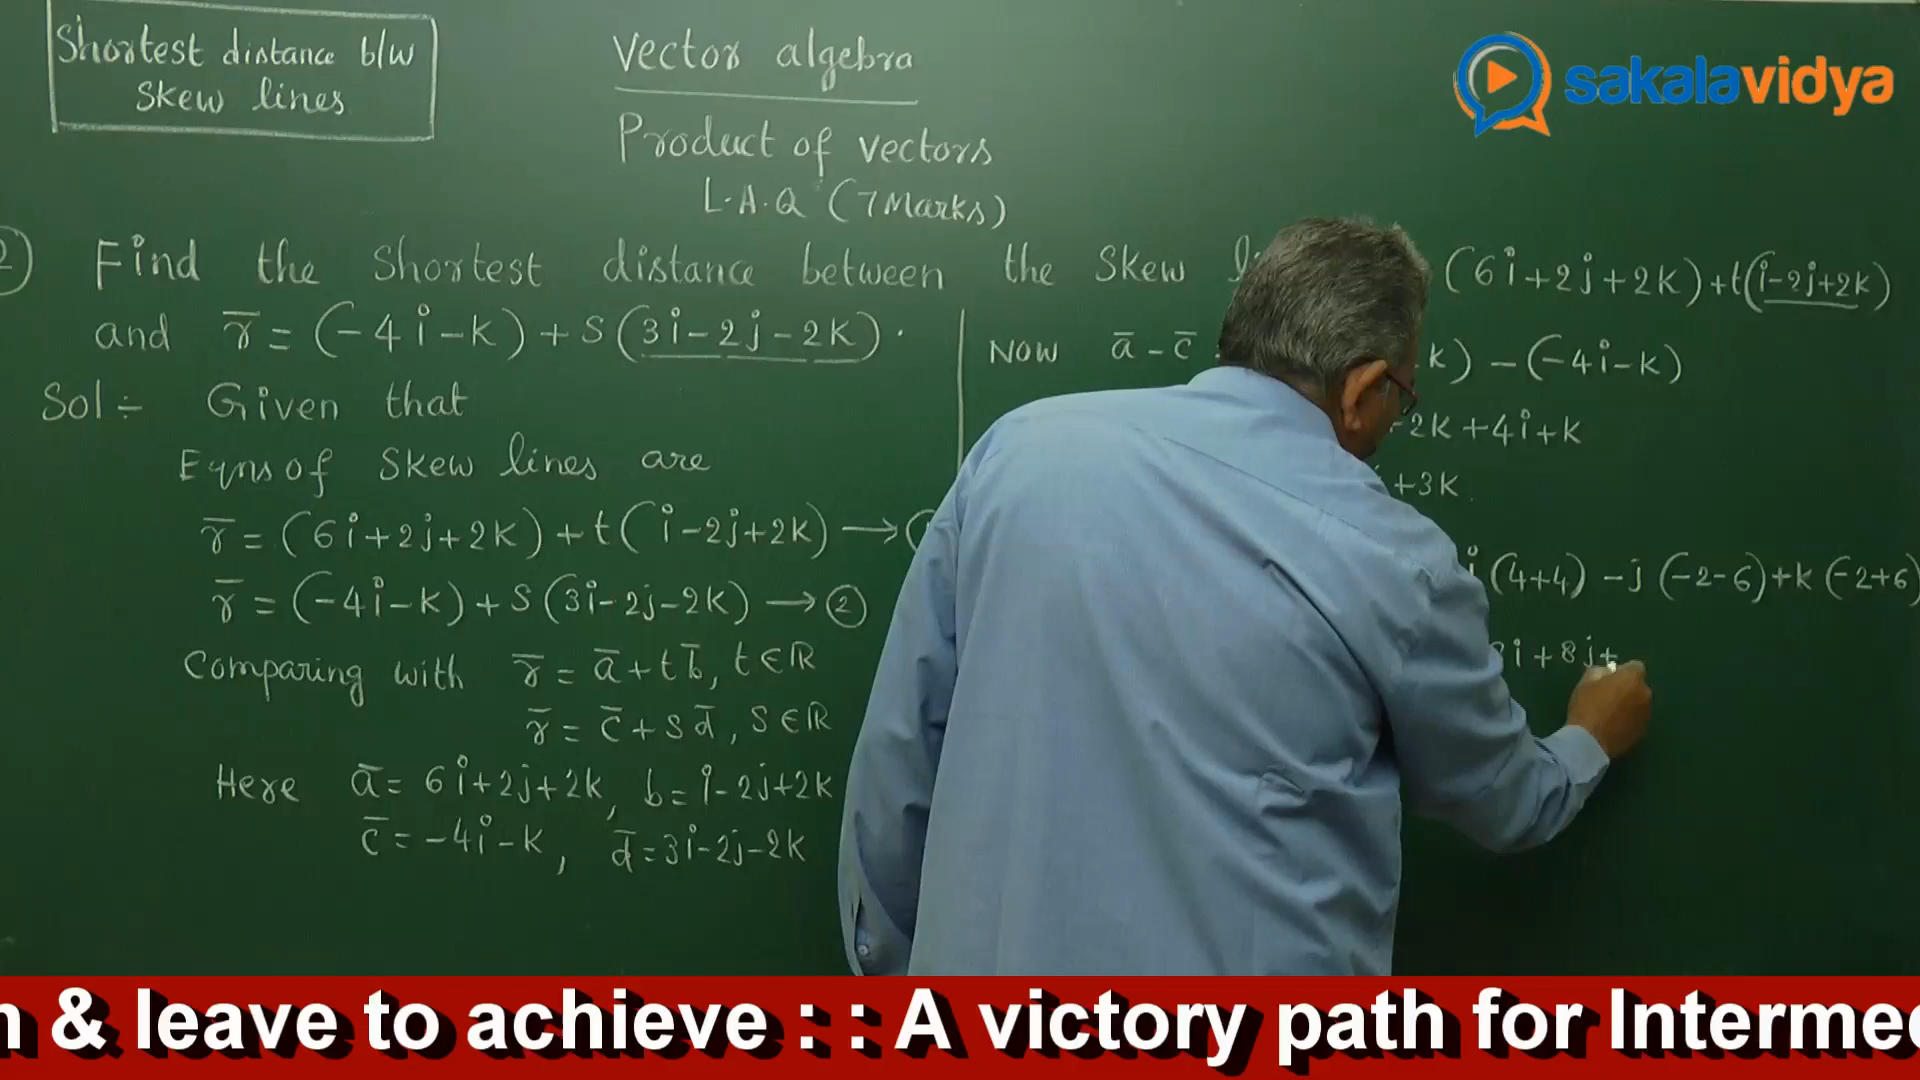 Shortest distance b/w
Skew lines
Vector algebra
Product of vectors
L.A.Q (7 Marks)
sakalavidya
2) Find the shortest distance between the skew (6i+2j+2k)+t(i-2j+2k)
and r̅ = (-4i-k)+s(3i-2j-2k).
Sol÷ Given that
Eqns of skew lines are
r̅ = (6i+2j+2k)+t(i-2j+2k) →
r̅ = (-4i-k)+s(3i-2j-2k) → ②
Comparing with r̅ = a̅+tb̅, t∈ℝ
r̅ = c̅+sd̅, s∈ℝ
Here a̅ = 6i+2j+2k, b = i-2j+2k
c̅ = -4i-k, d̅ = 3i-2j-2k
Now a̅-c̅ k)-(-4i-k)
2k+4i+k
+3k
i(4+4)-j(-2-6)+k(-2+6)
i+8j+
& leave to achieve : : A victory path for